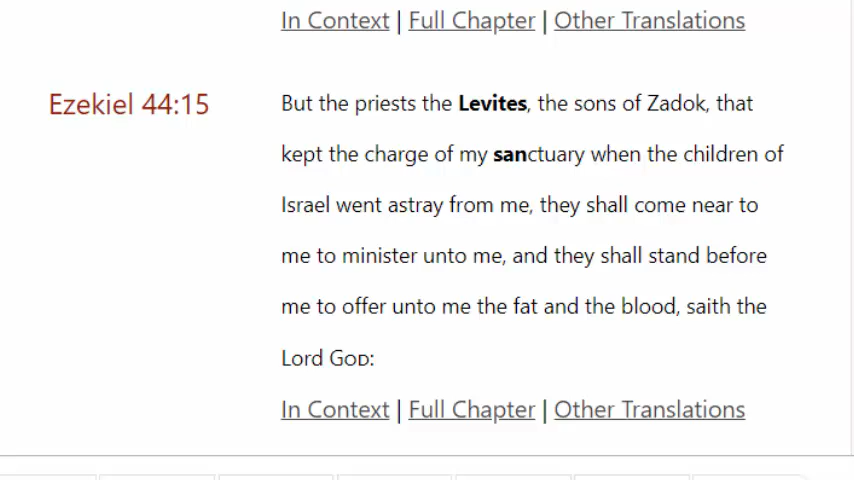 In Context | Full Chapter | Other Translations
Ezekiel 44:15
But the priests the Levites, the sons of Zadok, that
kept the charge of my sanctuary when the children of
Israel went astray from me, they shall come near to
me to minister unto me, and they shall stand before
me to offer unto me the fat and the blood, saith the
Lord GOD:
In Context | Full Chapter | Other Translations